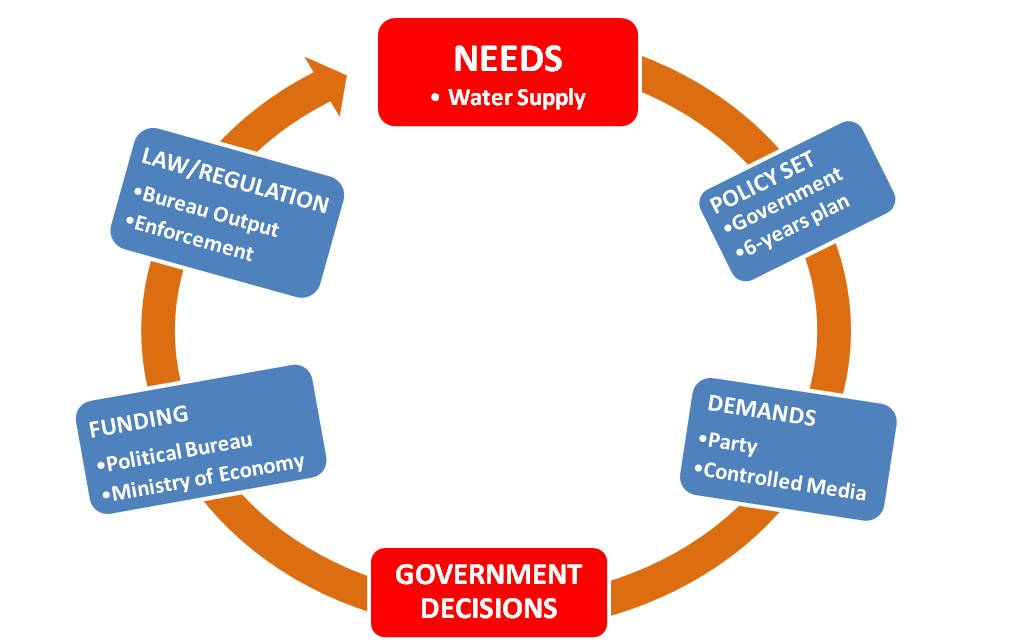 NEEDS
• Water Supply
POLICY SET
•Government
•6-years plan
DEMANDS
•Party
•Controlled Media
GOVERNMENT
DECISIONS
FUNDING
•Political Bureau
•Ministry of Economy
LAW/REGULATION
•Bureau Output
•Enforcement